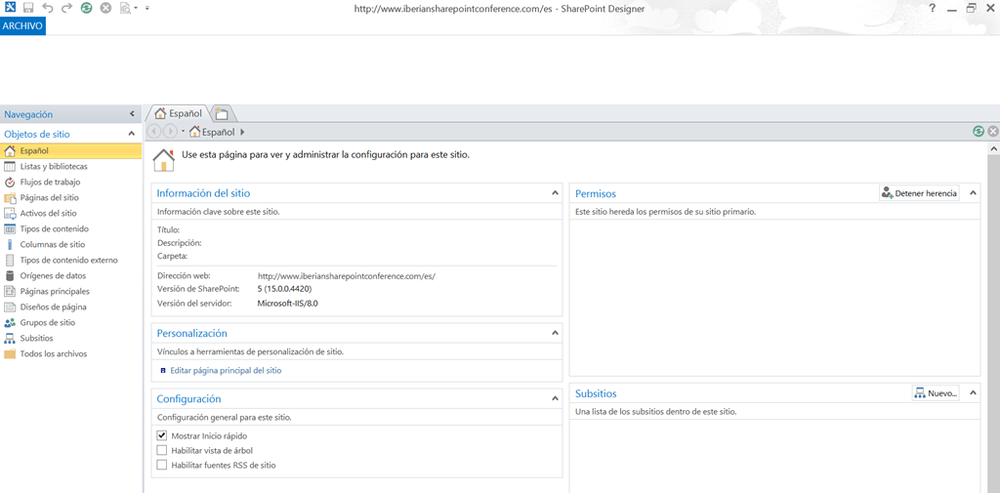 http://www.iberiansharepointconference.com/es - SharePoint Designer
ARCHIVO
Navegación
Objetos de sitio
Español
Listas y bibliotecas
Flujos de trabajo
Páginas del sitio
Activos del sitio
Tipos de contenido
Columnas de sitio
Tipos de contenido externo
Orígenes de datos
Páginas principales
Diseños de página
Grupos de sitio
Subsitios
Todos los archivos
Español
Español
Use esta página para ver y administrar la configuración para este sitio.
Información del sitio
Información clave sobre este sitio.
Título:
Descripción:
Carpeta:
Dirección web: http://www.iberiansharepointconference.com/es/
Versión de SharePoint: 5 (15.0.0.4420)
Versión del servidor: Microsoft-IIS/8.0
Personalización
Vínculos a herramientas de personalización de sitio.
Editar página principal del sitio
Configuración
Configuración general para este sitio.
Mostrar Inicio rápido
Habilitar vista de árbol
Habilitar fuentes RSS de sitio
Permisos
Detener herencia
Este sitio hereda los permisos de su sitio primario.
Subsitios
Nuevo...
Una lista de los subsitios dentro de este sitio.